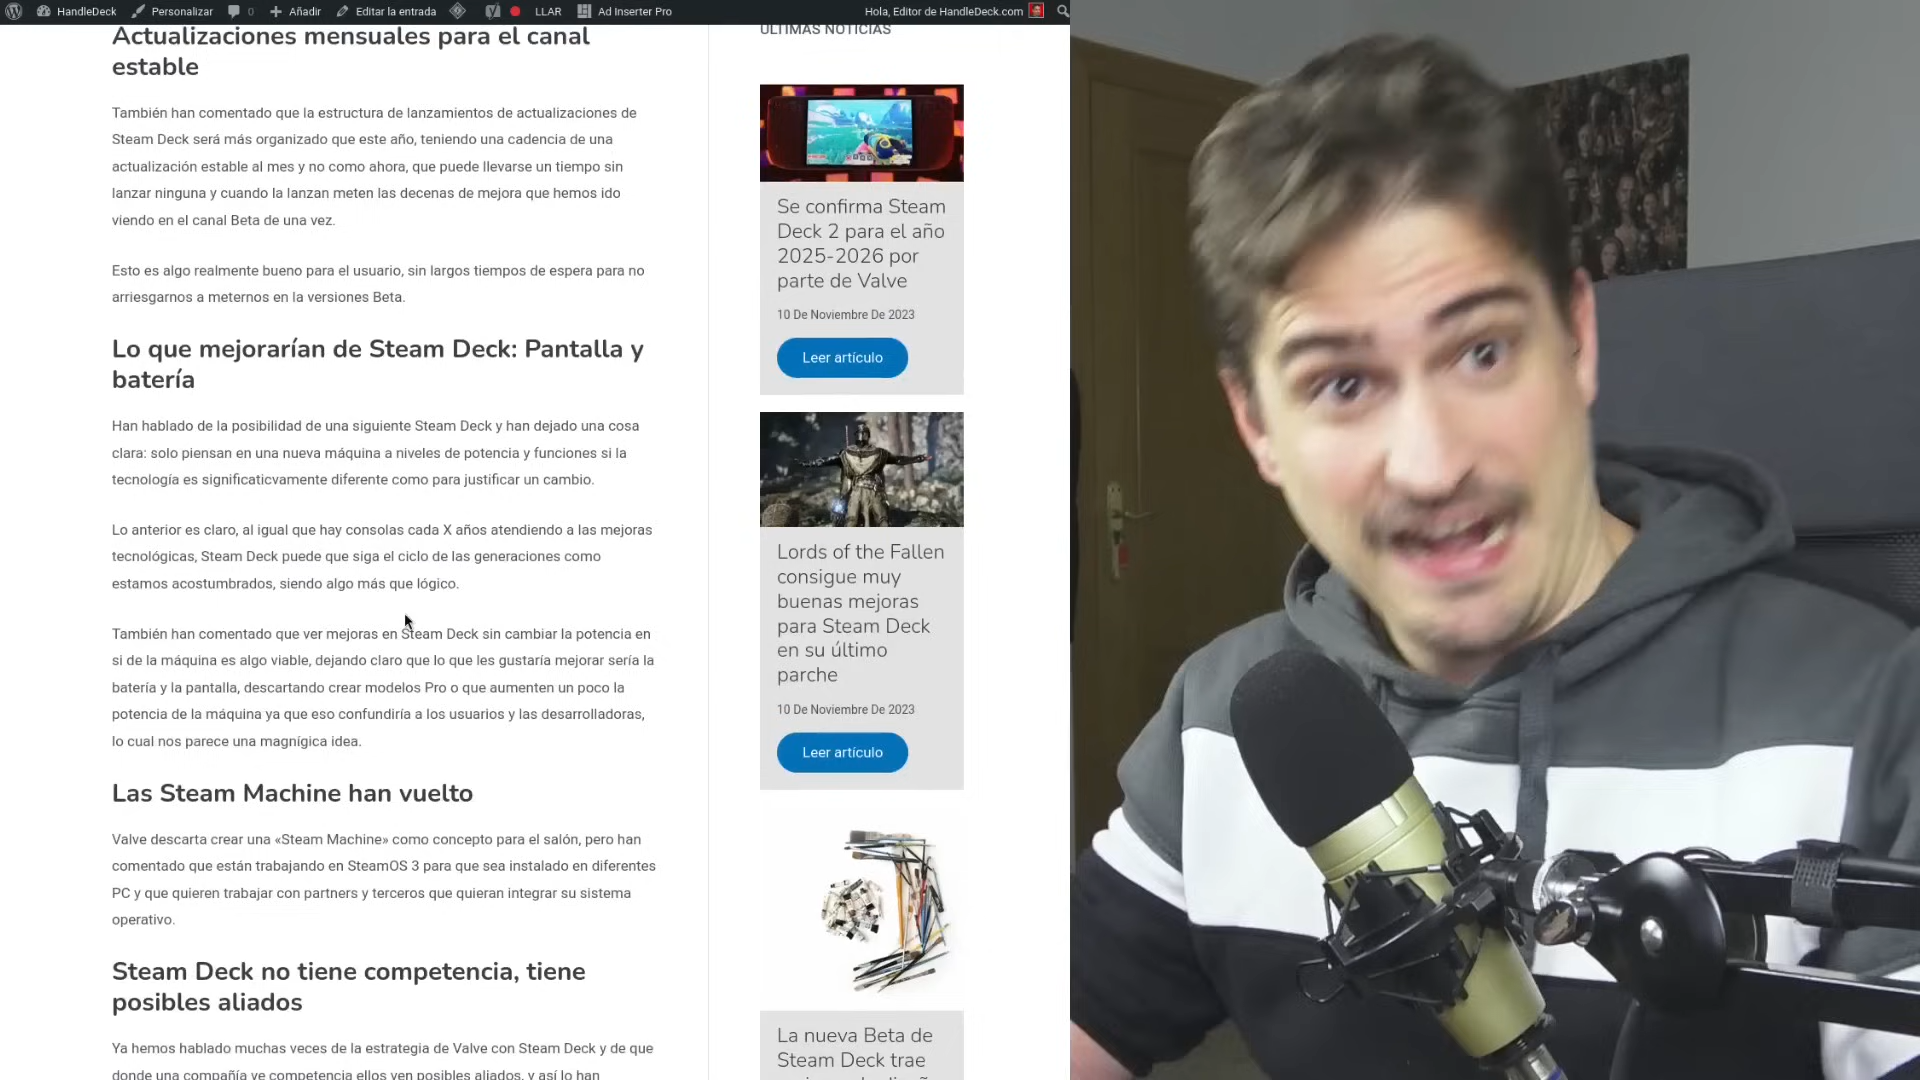 HandleDeck Personalizar 0 Añadir Editar la entrada LLAR Ad Inserter Pro Hola, Editor de HandleDeck.com
Actualizaciones mensuales para el canal
estable
También han comentado que la estructura de lanzamientos de actualizaciones de
Steam Deck será más organizado que este año, teniendo una cadencia de una
actualización estable al mes y no como ahora, que puede llevarse un tiempo sin
lanzar ninguna y cuando la lanzan meten las decenas de mejora que hemos ido
viendo en el canal Beta de una vez.
Esto es algo realmente bueno para el usuario, sin largos tiempos de espera para no
arriesgarnos a meternos en la versiones Beta.
Lo que mejorarían de Steam Deck: Pantalla y
batería
Han hablado de la posibilidad de una siguiente Steam Deck y han dejado una cosa
clara: solo piensan en una nueva máquina a niveles de potencia y funciones si la
tecnología es significaticvamente diferente como para justificar un cambio.
Lo anterior es claro, al igual que hay consolas cada X años atendiendo a las mejoras
tecnológicas, Steam Deck puede que siga el ciclo de las generaciones como
estamos acostumbrados, siendo algo más que lógico.
También han comentado que ver mejoras en Steam Deck sin cambiar la potencia en
si de la máquina es algo viable, dejando claro que lo que les gustaría mejorar sería la
batería y la pantalla, descartando crear modelos Pro o que aumenten un poco la
potencia de la máquina ya que eso confundiría a los usuarios y las desarrolladoras,
lo cual nos parece una magnígica idea.
Las Steam Machine han vuelto
Valve descarta crear una «Steam Machine» como concepto para el salón, pero han
comentado que están trabajando en SteamOS 3 para que sea instalado en diferentes
PC y que quieren trabajar con partners y terceros que quieran integrar su sistema
operativo.
Steam Deck no tiene competencia, tiene
posibles aliados
Ya hemos hablado muchas veces de la estrategia de Valve con Steam Deck y de que
donde una compañía ve competencia ellos ven posibles aliados, y así lo han
ÚLTIMAS NOTICIAS
Se confirma Steam
Deck 2 para el año
2025-2026 por
parte de Valve
10 De Noviembre De 2023
Leer artículo
Lords of the Fallen
consigue muy
buenas mejoras
para Steam Deck
en su último
parche
10 De Noviembre De 2023
Leer artículo
La nueva Beta de
Steam Deck trae